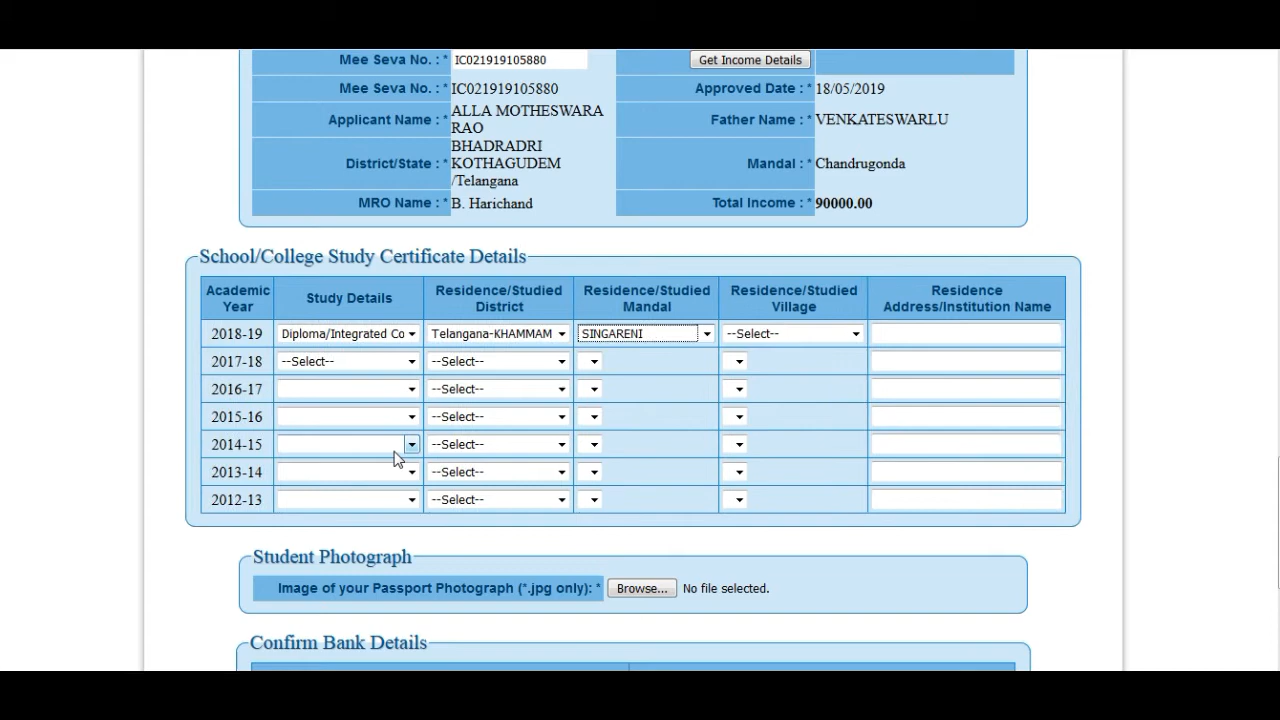 Mee Seva No. : * IC021919105880 Get Income Details
Mee Seva No. : * IC021919105880 Approved Date : * 18/05/2019
Applicant Name : * ALLA MOTHESWARA RAO Father Name : * VENKATESWARLU
District/State : * BHADRADRI KOTHAGUDEM /Telangana Mandal : * Chandrugonda
MRO Name : * B. Harichand Total Income : * 90000.00
School/College Study Certificate Details
Academic Year Study Details Residence/Studied District Residence/Studied Mandal Residence/Studied Village Residence Address/Institution Name
2018-19 Diploma/Integrated Co Telangana-KHAMMAM SINGARENI --Select--
2017-18 --Select-- --Select--
2016-17 --Select--
2015-16 --Select--
2014-15 --Select--
2013-14 --Select--
2012-13 --Select--
Student Photograph
Image of your Passport Photograph (*.jpg only): * Browse... No file selected.
Confirm Bank Details